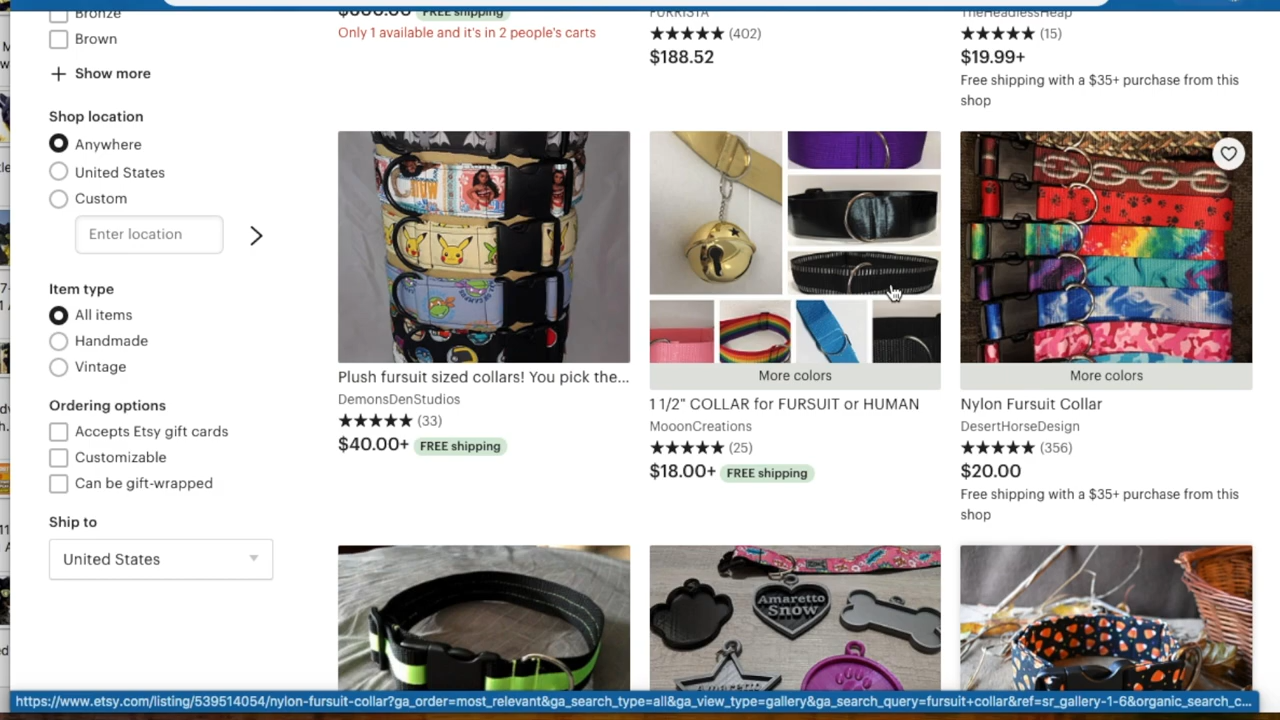 Bronze
Brown
Show more
Shop location
Anywhere
United States
Custom
Enter location
Item type
All items
Handmade
Vintage
Ordering options
Accepts Etsy gift cards
Customizable
Can be gift-wrapped
Ship to
United States
FREE shipping
Only 1 available and it's in 2 people's carts
FURRISTA
(402)
$188.52
TheHeadlessHeap
(15)
$19.99+
Free shipping with a $35+ purchase from this
shop
Plush fursuit sized collars! You pick the...
DemonsDenStudios
(33)
$40.00+ FREE shipping
More colors
1 1/2" COLLAR for FURSUIT or HUMAN
MooonCreations
(25)
$18.00+ FREE shipping
More colors
Nylon Fursuit Collar
DesertHorseDesign
(356)
$20.00
Free shipping with a $35+ purchase from this
shop
Amaretto
Snow
https://www.etsy.com/listing/539514054/nylon-fursuit-collar?ga_order=most_relevant&ga_search_type=all&ga_view_type=gallery&ga_search_query=fursuit+collar&ref=sr_gallery-1-6&organic_search_c...